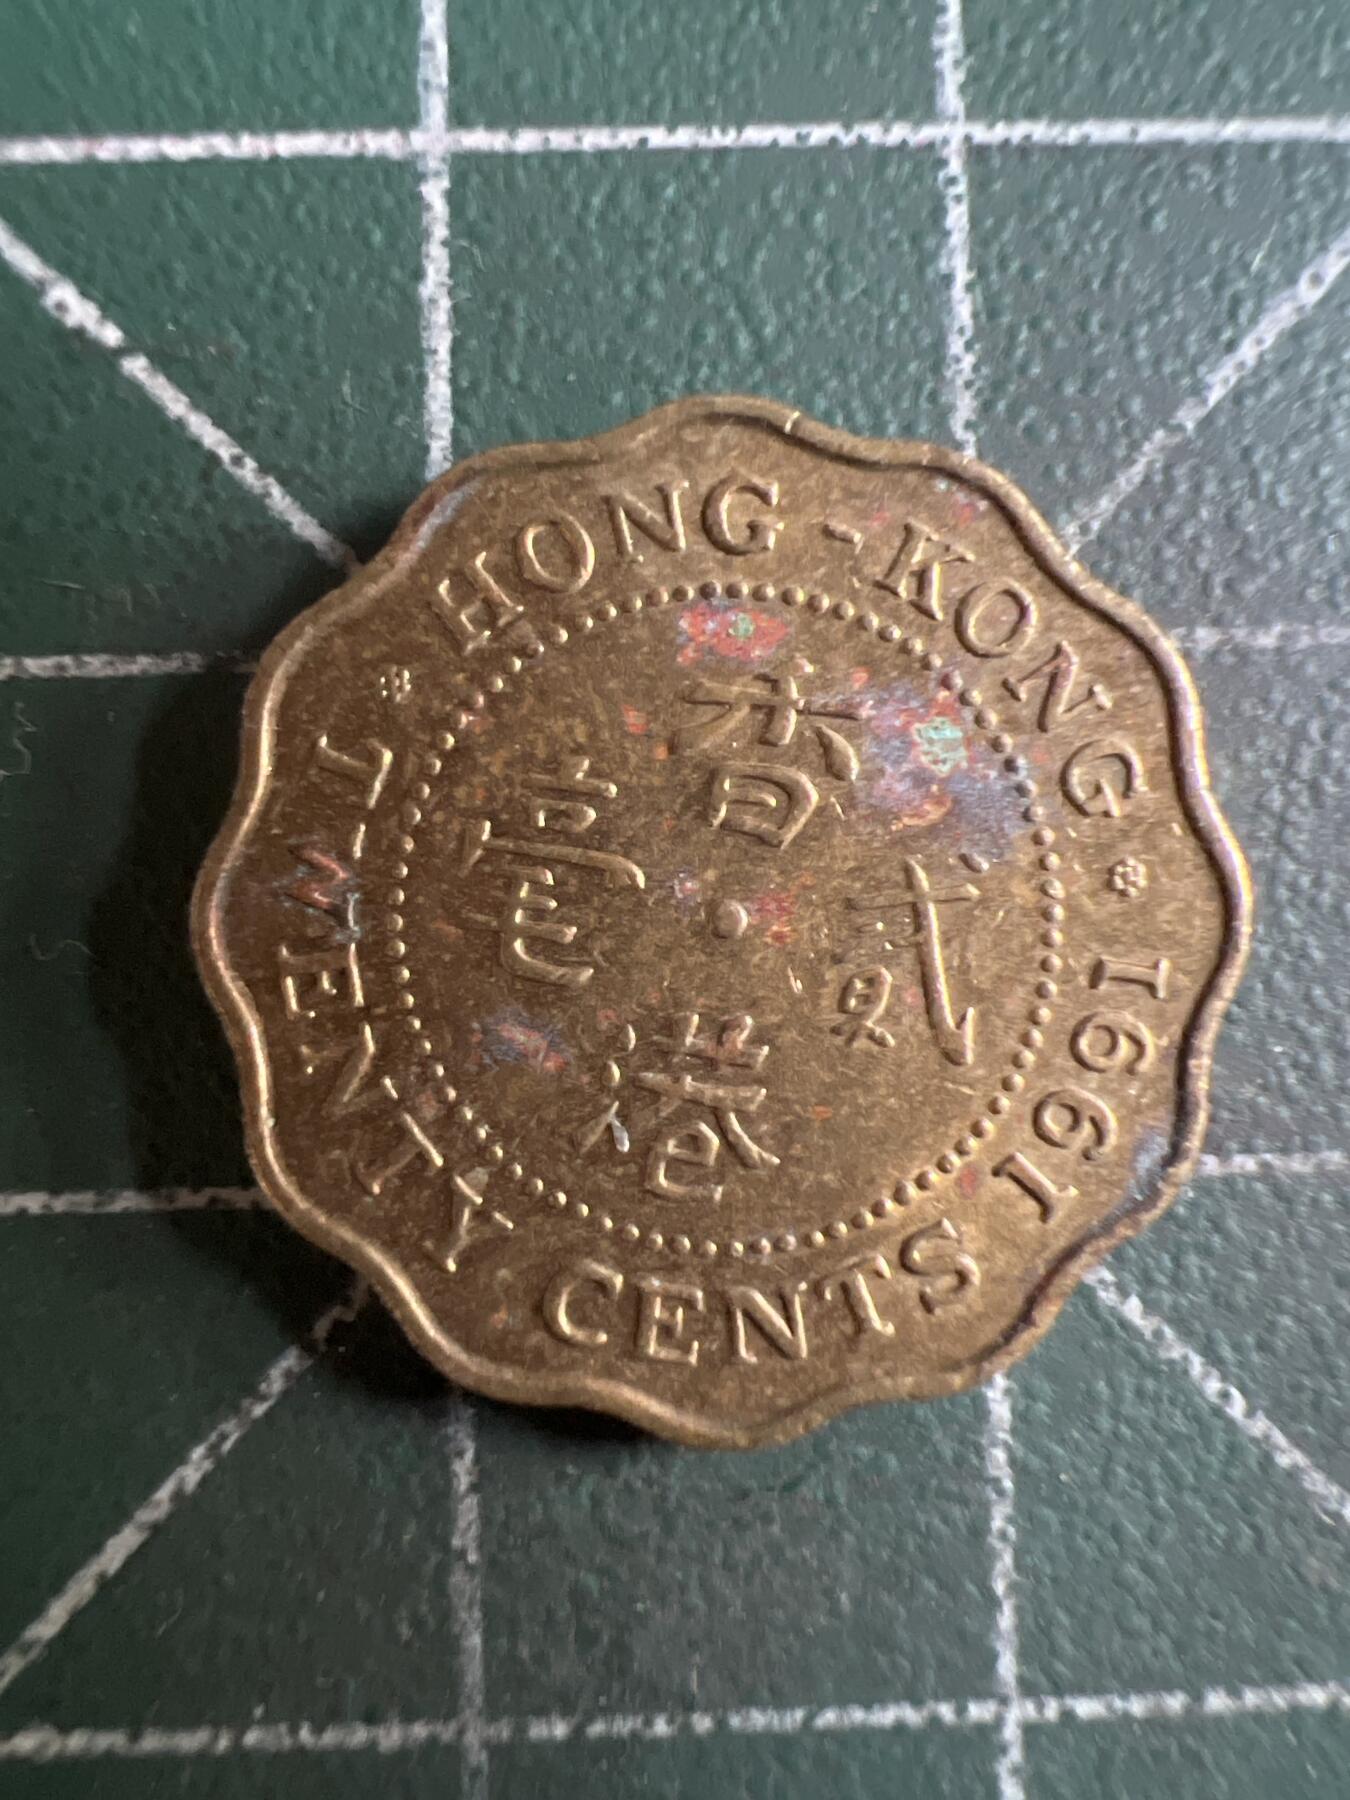 HONG-KONG
香港
貳毫
TWENTY CENTS
1991